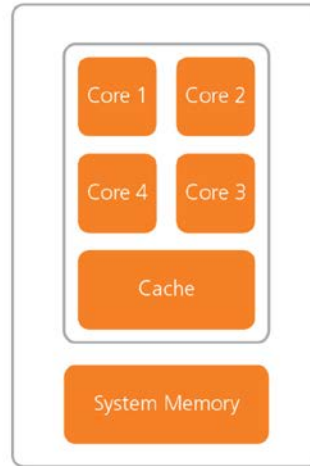 Core 1 Core 2
Core 4 Core 3
Cache
System Memory